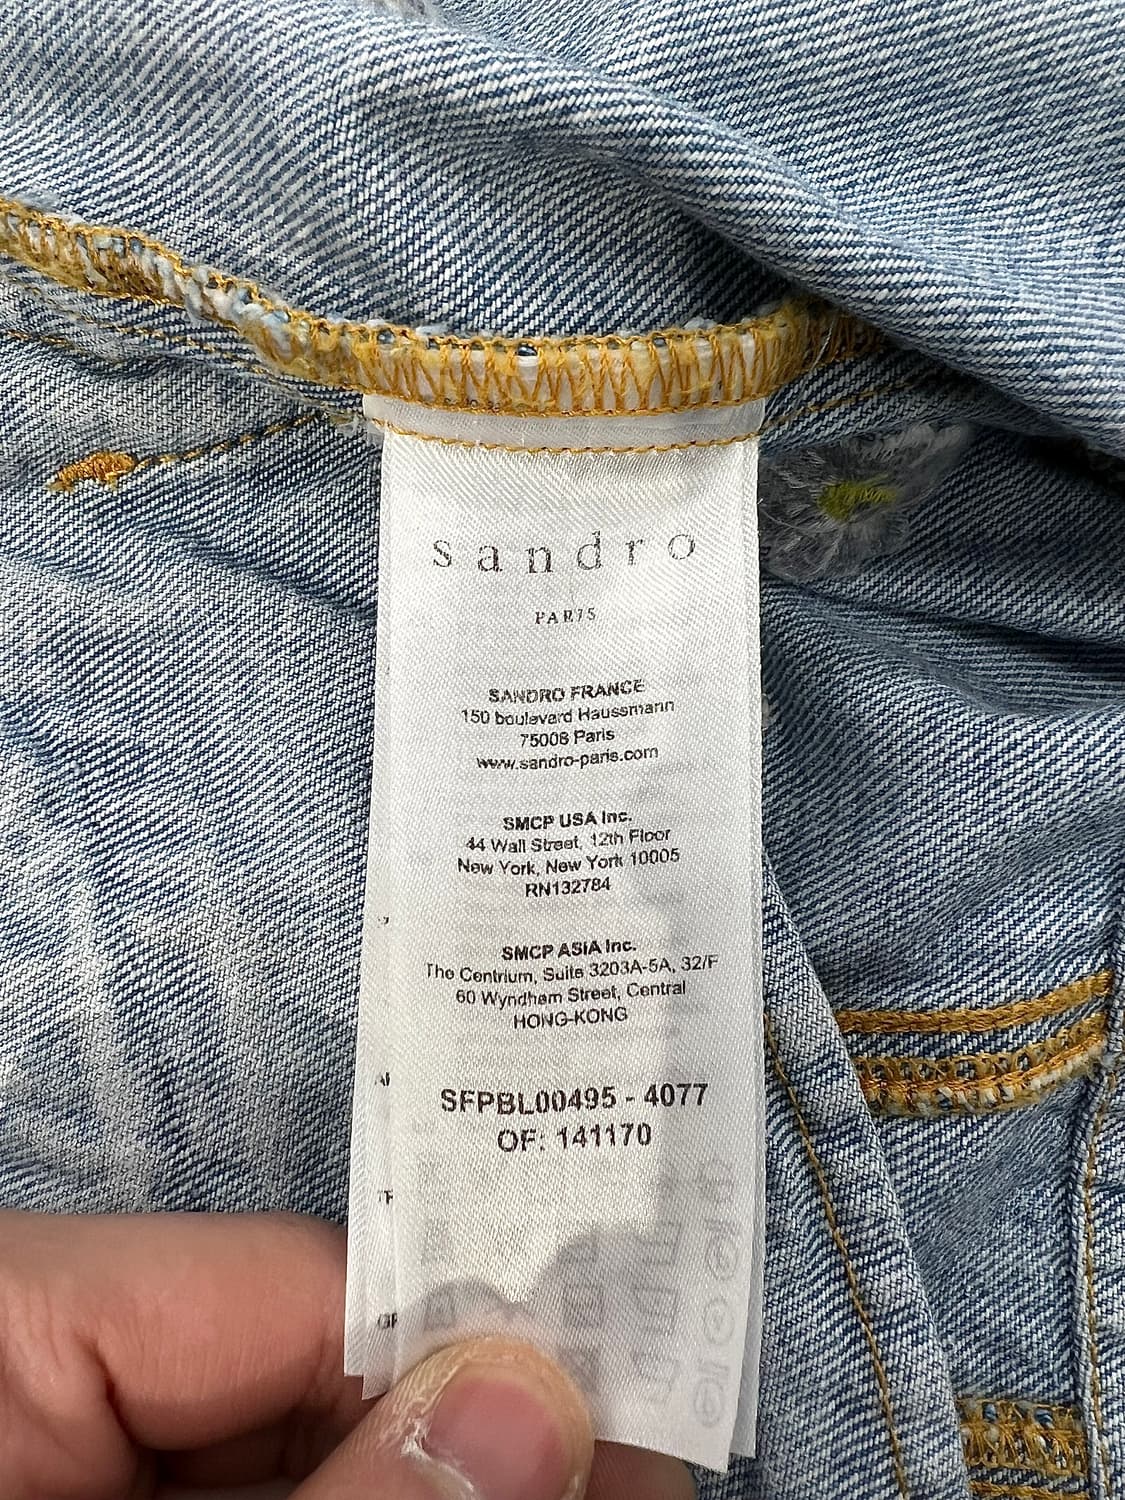 sandro
PARIS
SANDRO FRANCE
150 boulevard Haussmann
75008 Paris
www.sandro-paris.com
SMCP USA Inc.
44 Wall Street, 12th Floor
New York, New York 10005
RN132784
SMCP ASIA Inc.
The Centrium, Suite 3203A-5A, 32/F
60 Wyndham Street, Central
HONG-KONG
SFPBL00495 - 4077
OF: 141170